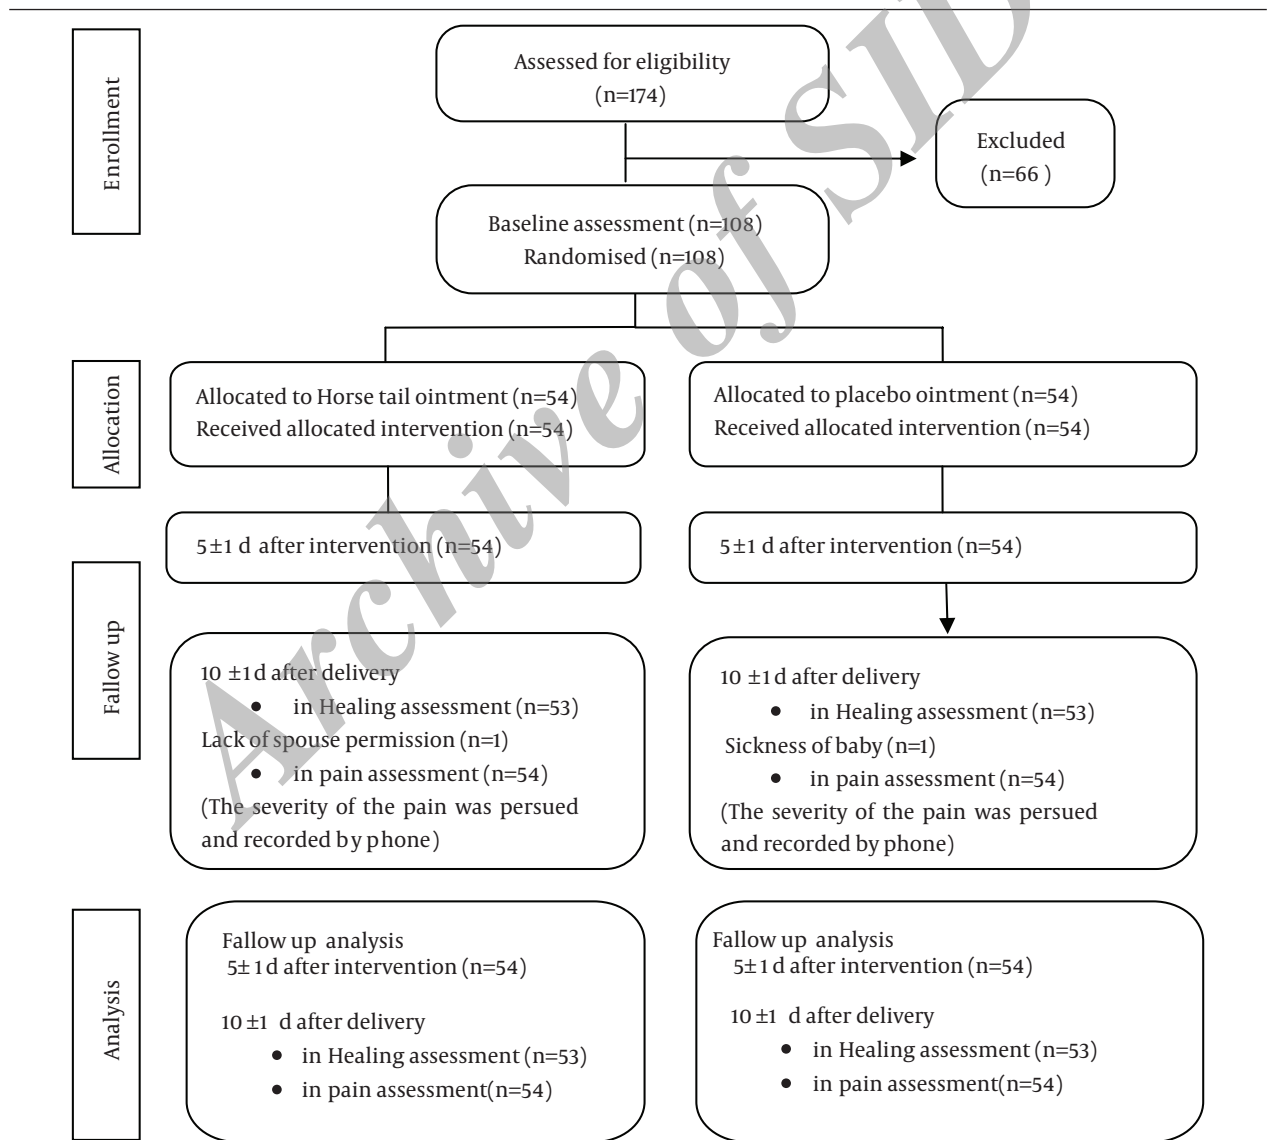 Enrollment
Assessed for eligibility
(n=174)
Excluded
(n=66 )
Baseline assessment (n=108)
Randomised (n=108)
Allocation
Allocated to Horse tail ointment (n=54)
Received allocated intervention (n=54)
Allocated to placebo ointment (n=54)
Received allocated intervention (n=54)
Fallow up
5±1 d after intervention (n=54)
5±1 d after intervention (n=54)
10 ±1 d after delivery
• in Healing assessment (n=53)
Lack of spouse permission (n=1)
• in pain assessment (n=54)
(The severity of the pain was persued
and recorded by phone)
10 ±1 d after delivery
• in Healing assessment (n=53)
Sickness of baby (n=1)
• in pain assessment (n=54)
(The severity of the pain was persued
and recorded by phone)
Analysis
Fallow up analysis
5± 1 d after intervention (n=54)
10 ±1 d after delivery
• in Healing assessment (n=53)
• in pain assessment(n=54)
Fallow up analysis
5±1 d after intervention (n=54)
10 ±1 d after delivery
• in Healing assessment (n=53)
• in pain assessment(n=54)
Archive of SID